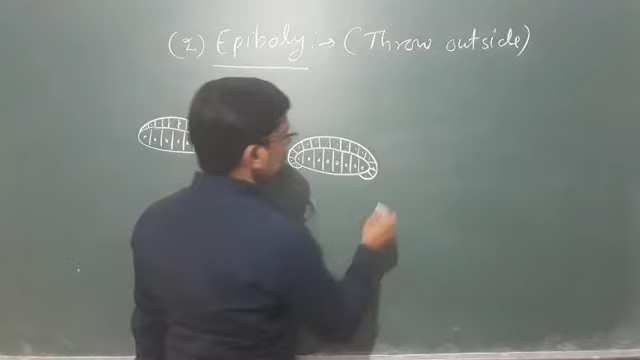 (2) Epiboly :→ (Throw outside)